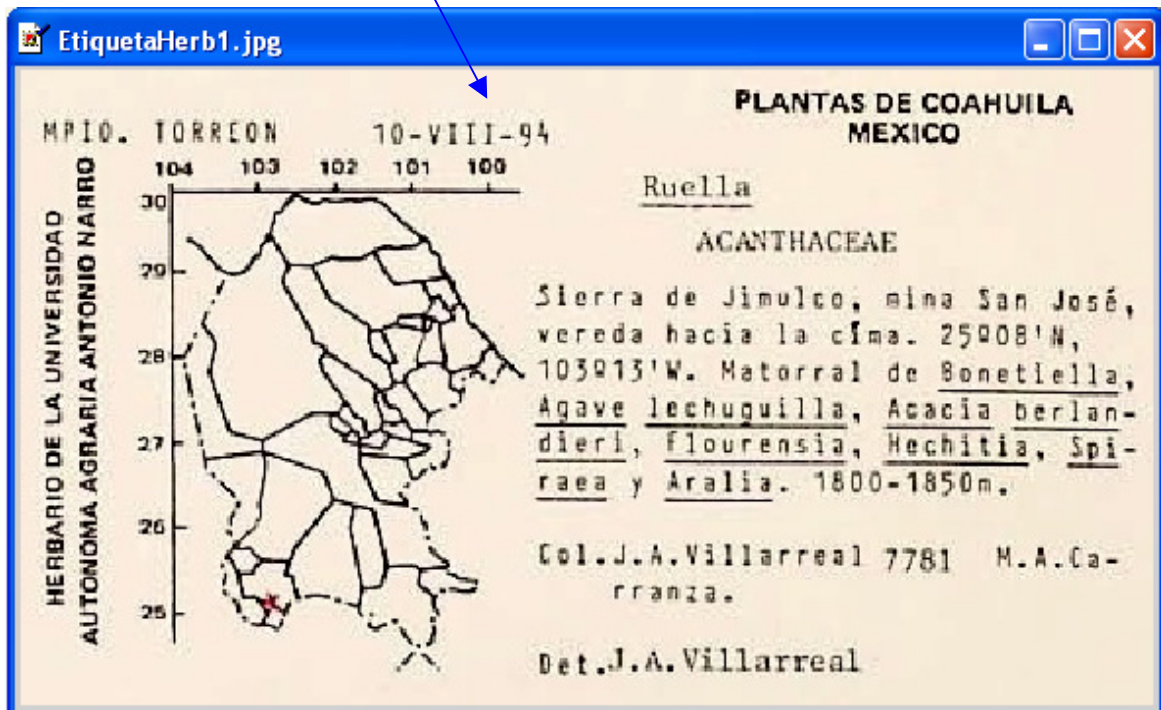 EtiquetaHerb1.jpg
PLANTAS DE COAHUILA
MEXICO
MPIO. TORREON 10-VIII-94
104 103 102 101 100
30
29
28
27
26
25
HERBARIO DE LA UNIVERSIDAD
AUTONOMA AGRARIA ANTONIO NARRO
Ruella
ACANTHACEAE
Sierra de Jimulco, mina San José,
vereda hacia la cima. 25º08'N,
103º13'W. Matorral de Bonetiella,
Agave lechuguilla, Acacia berlan-
dieri, flourensia, Hechitia, Spi-
raea y Aralia. 1800-1850m.
Col.J.A.Villarreal 7781 M.A.Ca-
rranza.
Det.J.A.Villarreal